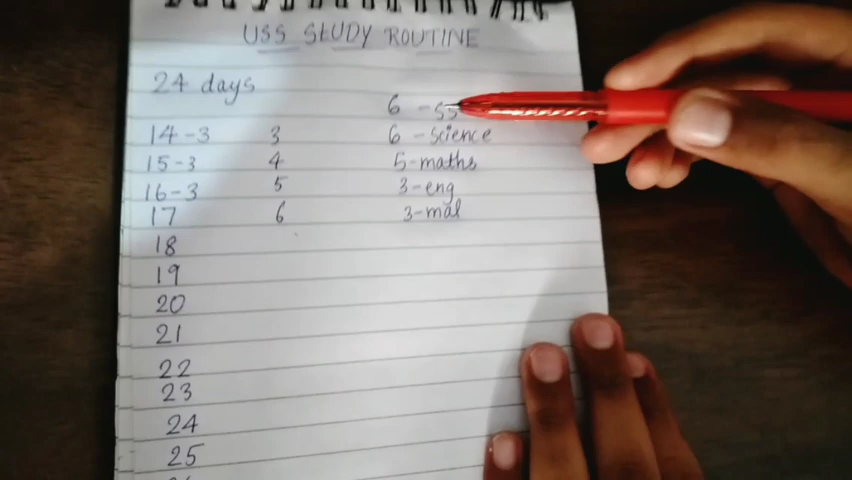 USS STUDY ROUTINE
24 days
6 - SS
14-3 3 6 - science
15-3 4 5-maths
16-3 5 3-eng
17 6 3-mal
18
19
20
21
22
23
24
25